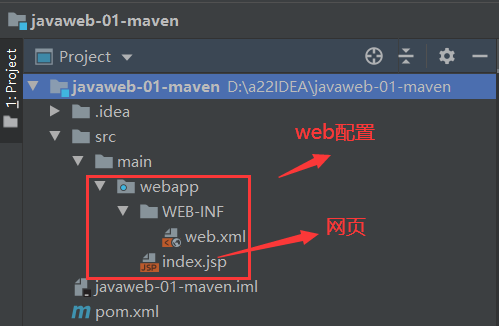 javaweb-01-maven
1: Project
Project
javaweb-01-maven D:\a22IDEA\javaweb-01-maven
.idea
src
main
web配置
webapp
WEB-INF
web.xml
网页
index.jsp
javaweb-01-maven.iml
pom.xml